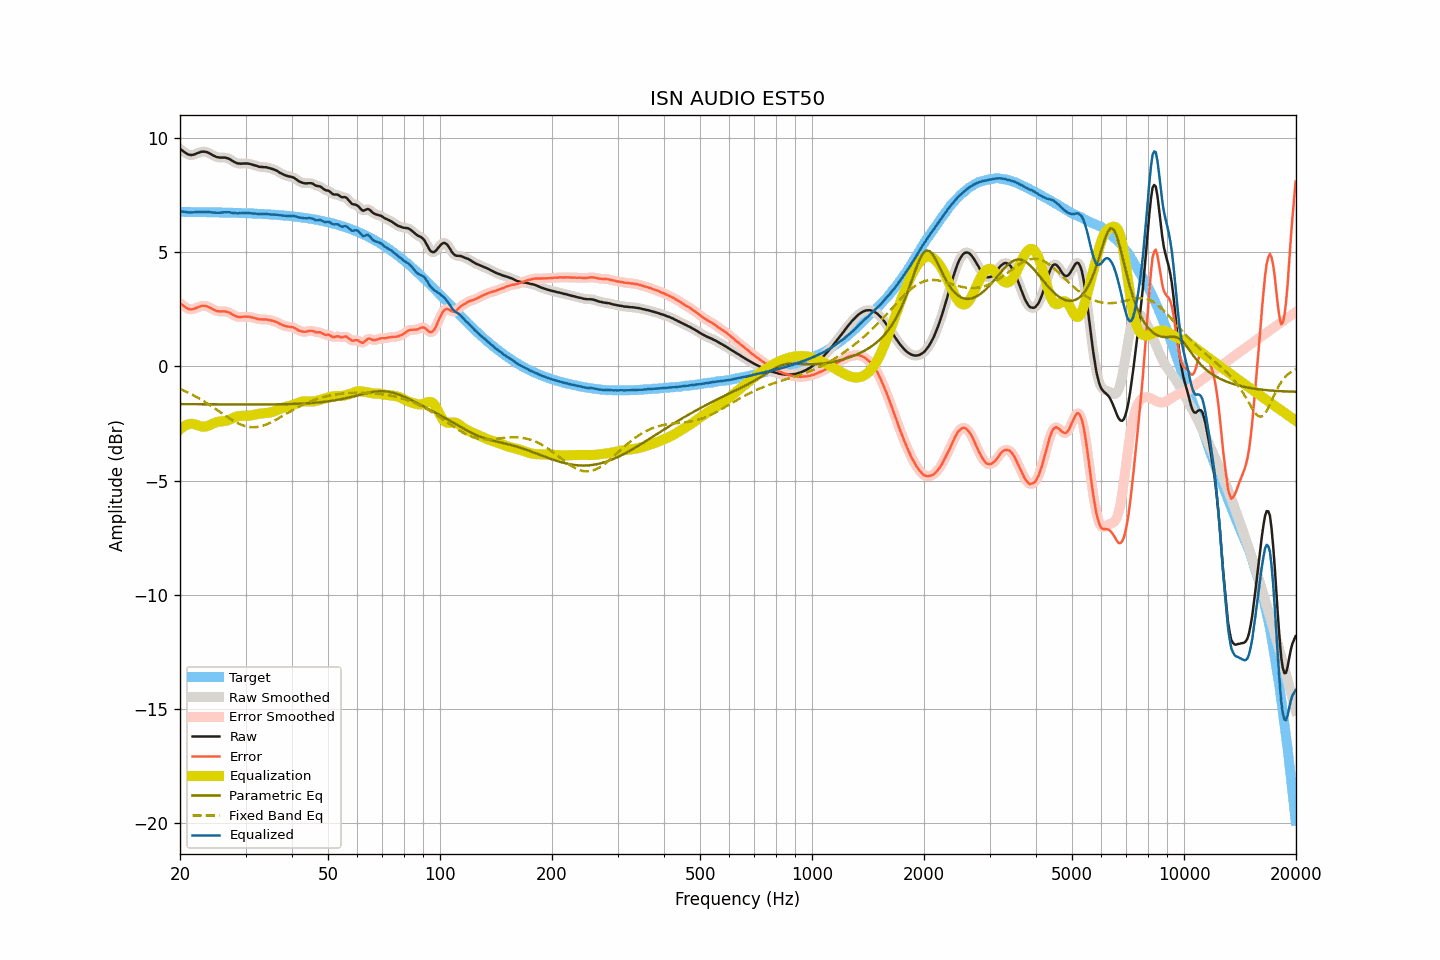 ISN AUDIO EST50
10
5
0
−5
−10
−15
−20
Amplitude (dBr)
Target
Raw Smoothed
Error Smoothed
Raw
Error
Equalization
Parametric Eq
Fixed Band Eq
Equalized
20 50 100 200 500 1000 2000 5000 10000 20000
Frequency (Hz)